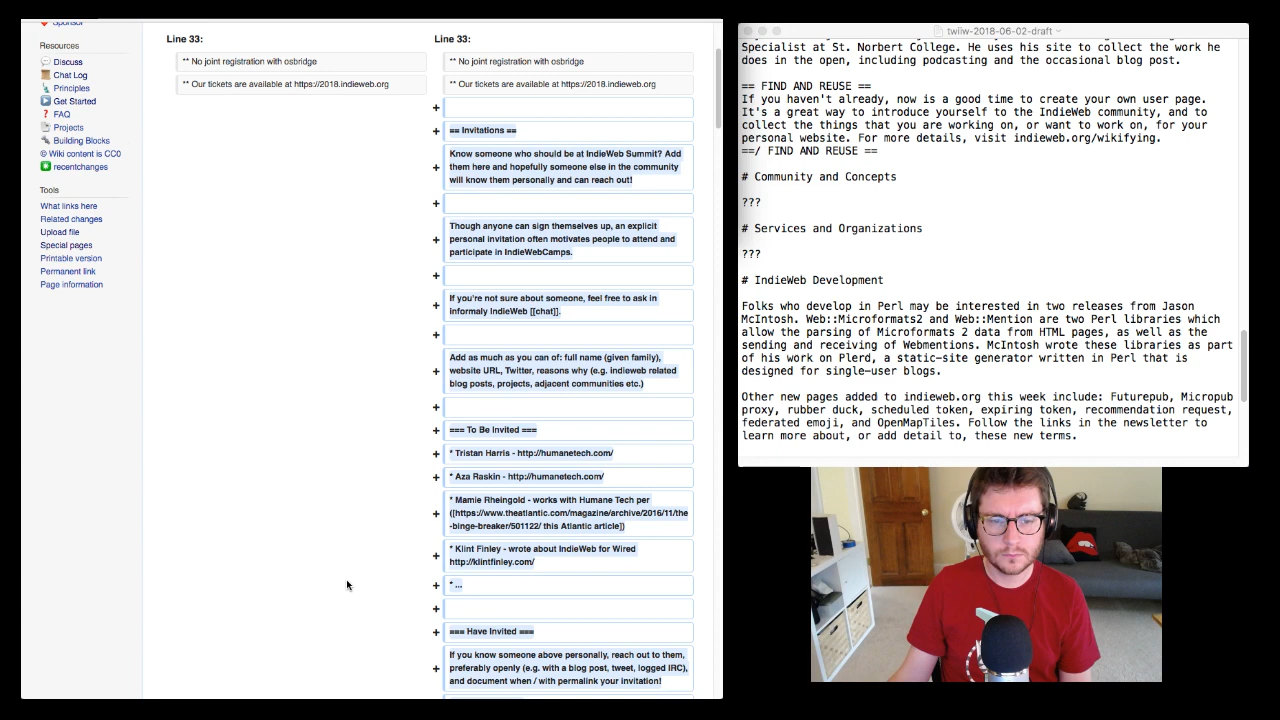 Sponsor
Resources
Discuss
Chat Log
Principles
Get Started
FAQ
Projects
Building Blocks
Wiki content is CC0
recentchanges
Tools
What links here
Related changes
Upload file
Special pages
Printable version
Permanent link
Page information
Line 33:
** No joint registration with osbridge
** Our tickets are available at https://2018.indieweb.org
Line 33:
** No joint registration with osbridge
** Our tickets are available at https://2018.indieweb.org
+
+ == Invitations ==
+ Know someone who should be at IndieWeb Summit? Add
them here and hopefully someone else in the community
will know them personally and can reach out!
+
+ Though anyone can sign themselves up, an explicit
personal invitation often motivates people to attend and
participate in IndieWebCamps.
+
+ If you're not sure about someone, feel free to ask in
informaly IndieWeb [[chat]].
+
+ Add as much as you can of: full name (given family),
website URL, Twitter, reasons why (e.g. indieweb related
blog posts, projects, adjacent communities etc.)
+
+ === To Be Invited ===
+ * Tristan Harris - http://humanetech.com/
+ * Aza Raskin - http://humanetech.com/
+ * Mamie Rheingold - works with Humane Tech per
([https://www.theatlantic.com/magazine/archive/2016/11/the
-binge-breaker/501122/ this Atlantic article])
+ * Klint Finley - wrote about IndieWeb for Wired
http://klintfinley.com/
+ * ...
+
+ === Have Invited ===
+ If you know someone above personally, reach out to them,
preferably openly (e.g. with a blog post, tweet, logged IRC),
and document when / with permalink your invitation!
twiiw-2018-06-02-draft
Specialist at St. Norbert College. He uses his site to collect the work he
does in the open, including podcasting and the occasional blog post.
== FIND AND REUSE ==
If you haven't already, now is a good time to create your own user page.
It's a great way to introduce yourself to the IndieWeb community, and to
collect the things that you are working on, or want to work on, for your
personal website. For more details, visit indieweb.org/wikifying.
==/ FIND AND REUSE ==
# Community and Concepts
???
# Services and Organizations
???
# IndieWeb Development
Folks who develop in Perl may be interested in two releases from Jason
McIntosh. Web::Microformats2 and Web::Mention are two Perl libraries which
allow the parsing of Microformats 2 data from HTML pages, as well as the
sending and receiving of Webmentions. McIntosh wrote these libraries as part
of his work on Plerd, a static-site generator written in Perl that is
designed for single-user blogs.
Other new pages added to indieweb.org this week include: Futurepub, Micropub
proxy, rubber duck, scheduled token, expiring token, recommendation request,
federated emoji, and OpenMapTiles. Follow the links in the newsletter to
learn more about, or add detail to, these new terms.